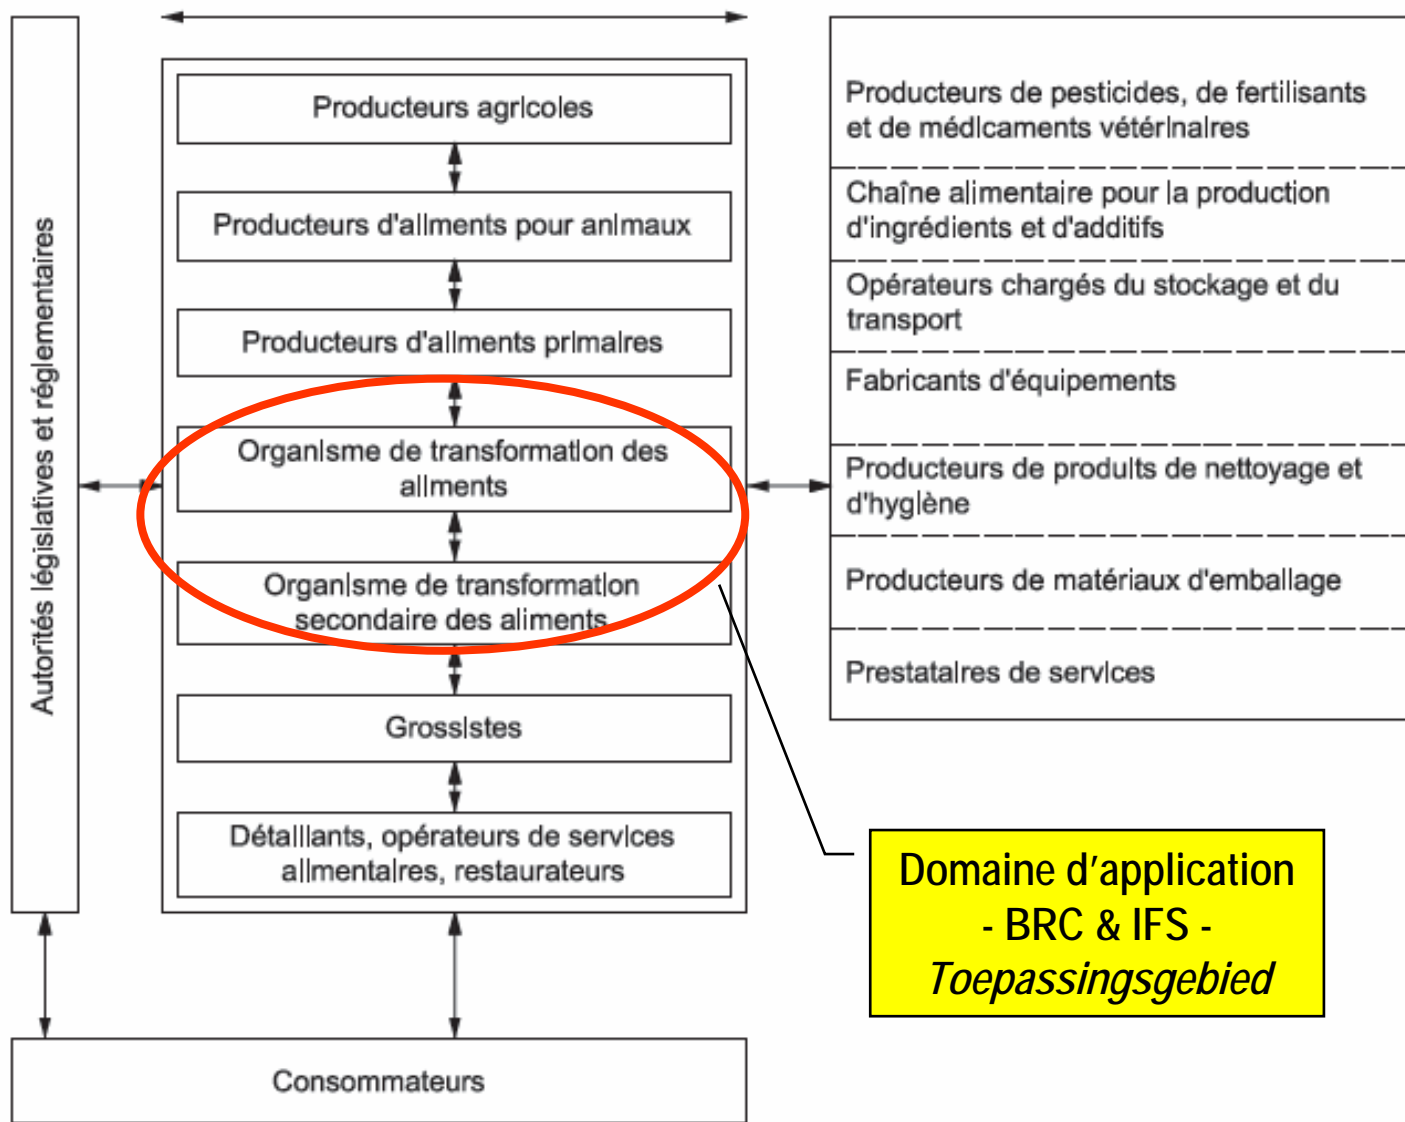 Autorités législatives et réglementaires
Producteurs agricoles
Producteurs d'aliments pour animaux
Producteurs d'aliments primaires
Organisme de transformation des
aliments
Organisme de transformation
secondaire des aliments
Grossistes
Détaillants, opérateurs de services
alimentaires, restaurateurs
Consommateurs
Producteurs de pesticides, de fertilisants
et de médicaments vétérinaires
Chaîne alimentaire pour la production
d'ingrédients et d'additifs
Opérateurs chargés du stockage et du
transport
Fabricants d'équipements
Producteurs de produits de nettoyage et
d'hygiène
Producteurs de matériaux d'emballage
Prestataires de services
Domaine d’application
- BRC & IFS -
Toepassingsgebied